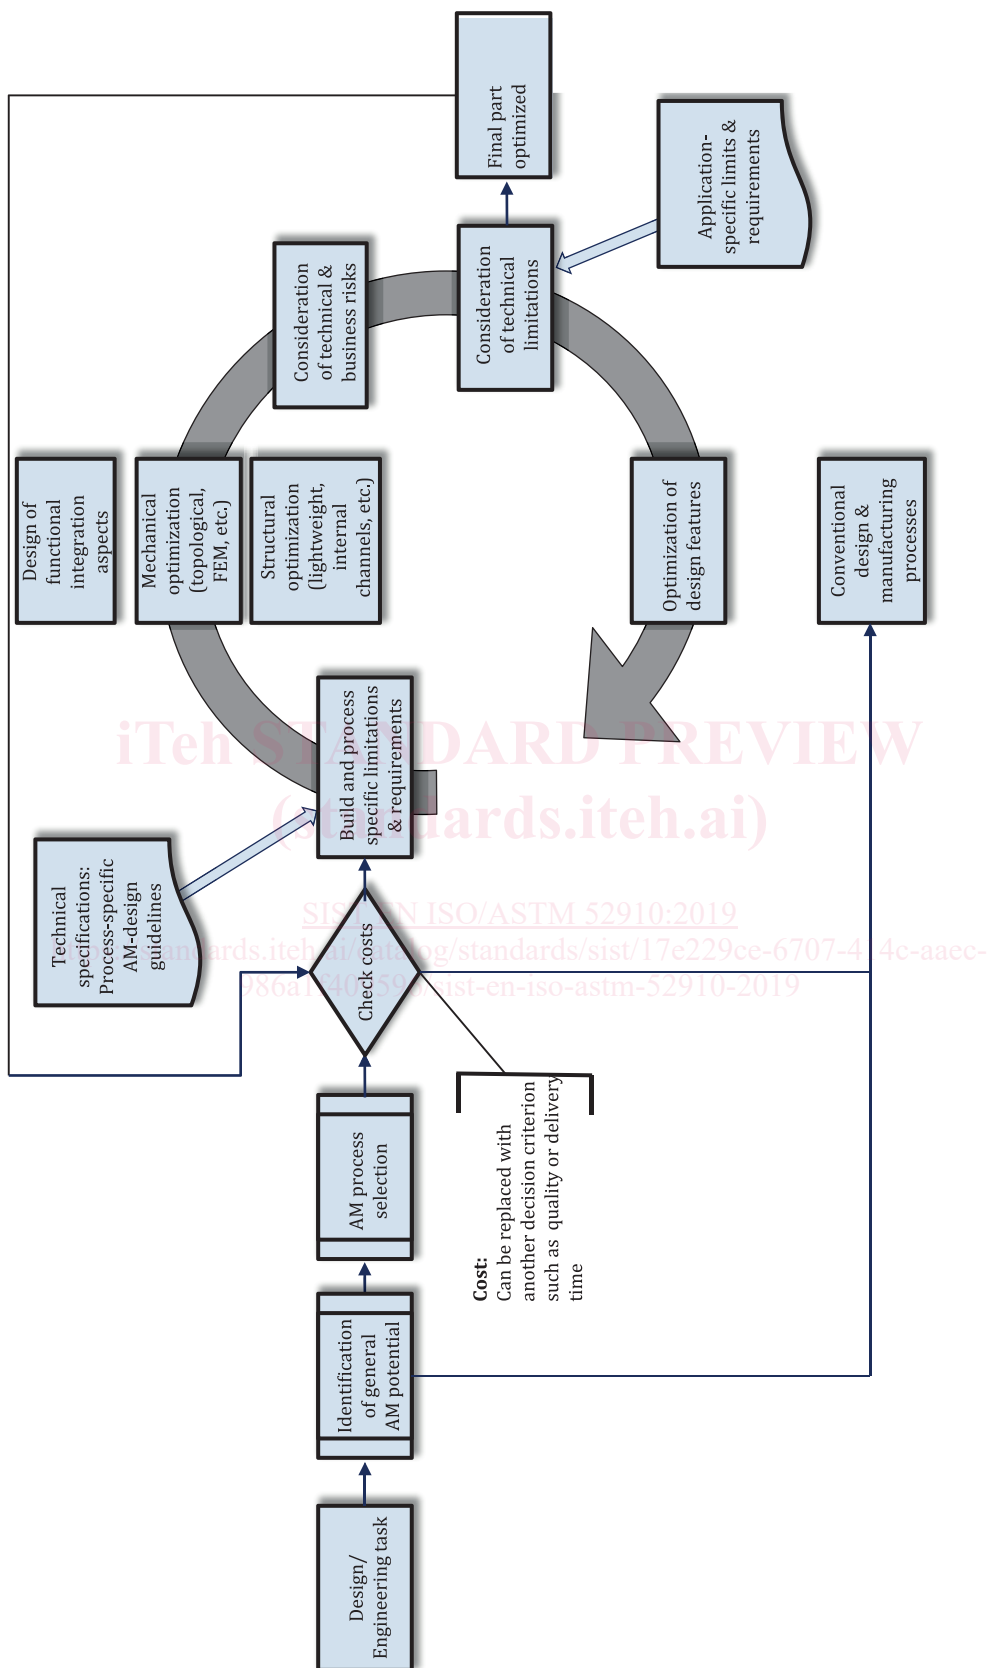 Design/
Engineering task
Identification
of general
AM potential
AM process
selection
Check costs
Cost:
Can be replaced with
another decision criterion
such as quality or delivery
time
Technical
specifications:
Process-specific
AM-design
guidelines
Build and process
specific limitations
& requirements
Design of
functional
integration
aspects
Mechanical
optimization
(topological,
FEM, etc.)
Structural
optimization
(lightweight,
internal
channels, etc.)
Consideration
of technical &
business risks
Consideration
of technical
limitations
Final part
optimized
Application-
specific limits &
requirements
Optimization of
design features
Conventional
design &
manufacturing
processes
iTeh STANDARD PREVIEW
(standards.iteh.ai)
SIST EN ISO/ASTM 52910:2019